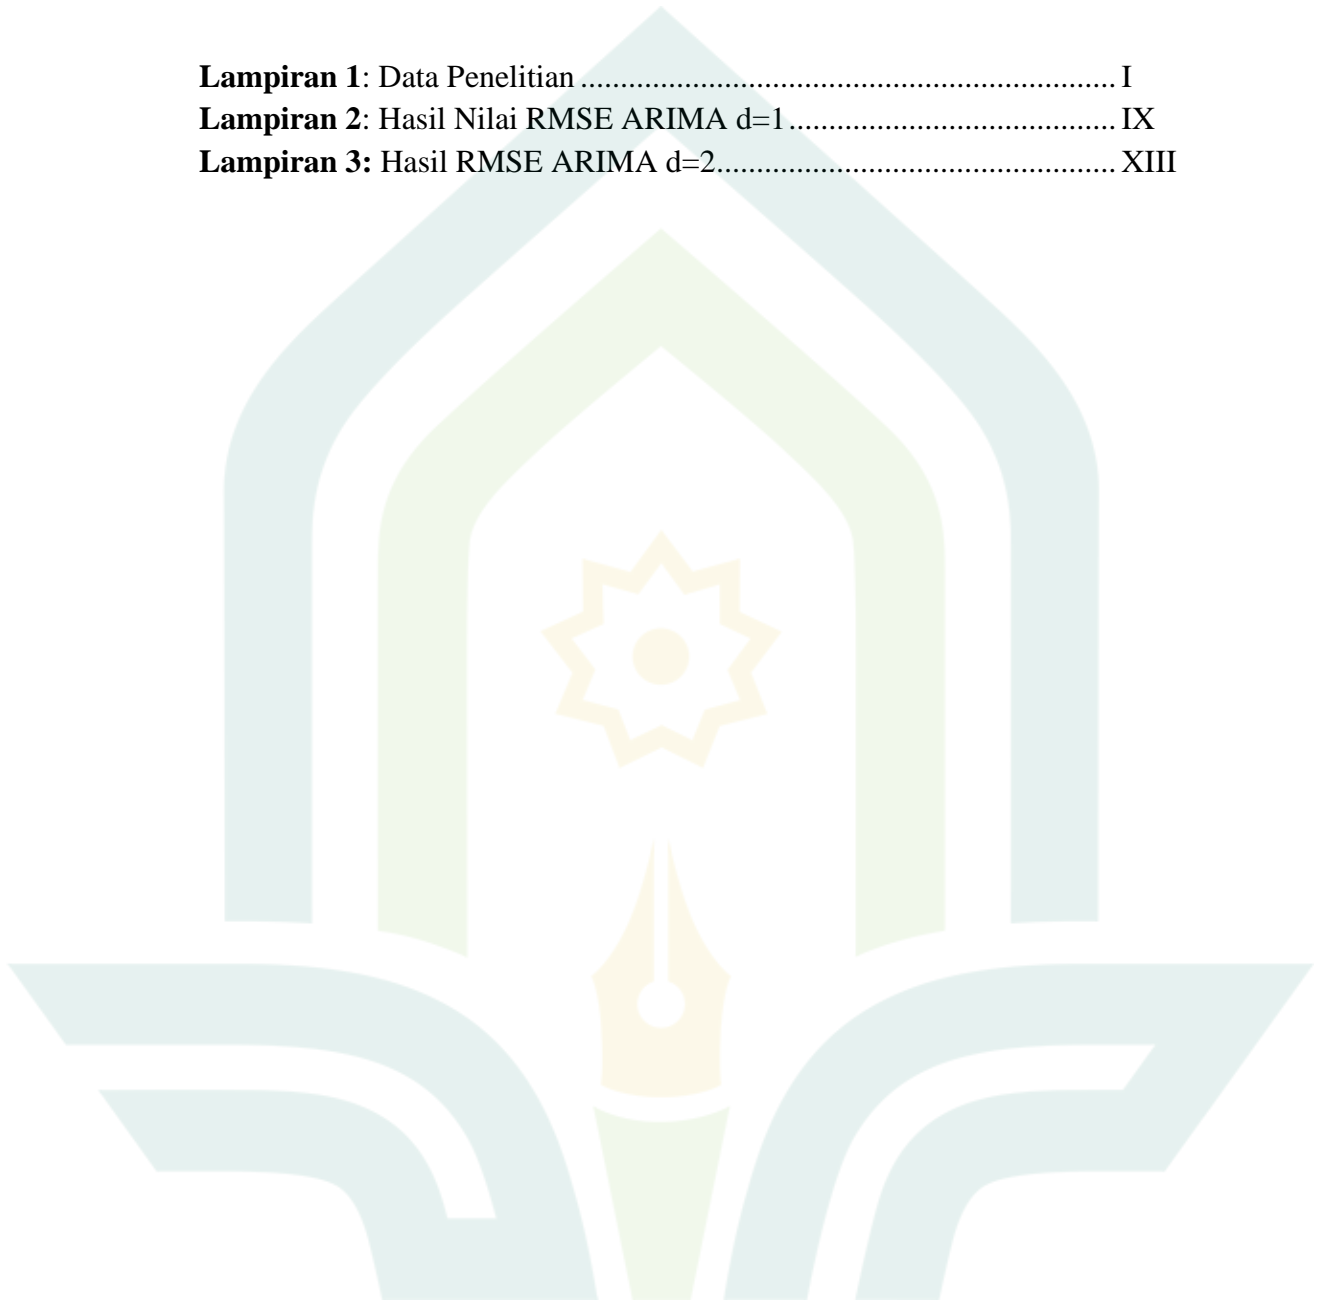 Lampiran 1: Data Penelitian ................................................................... I
Lampiran 2: Hasil Nilai RMSE ARIMA d=1 ......................................... IX
Lampiran 3: Hasil RMSE ARIMA d=2 .................................................. XIII